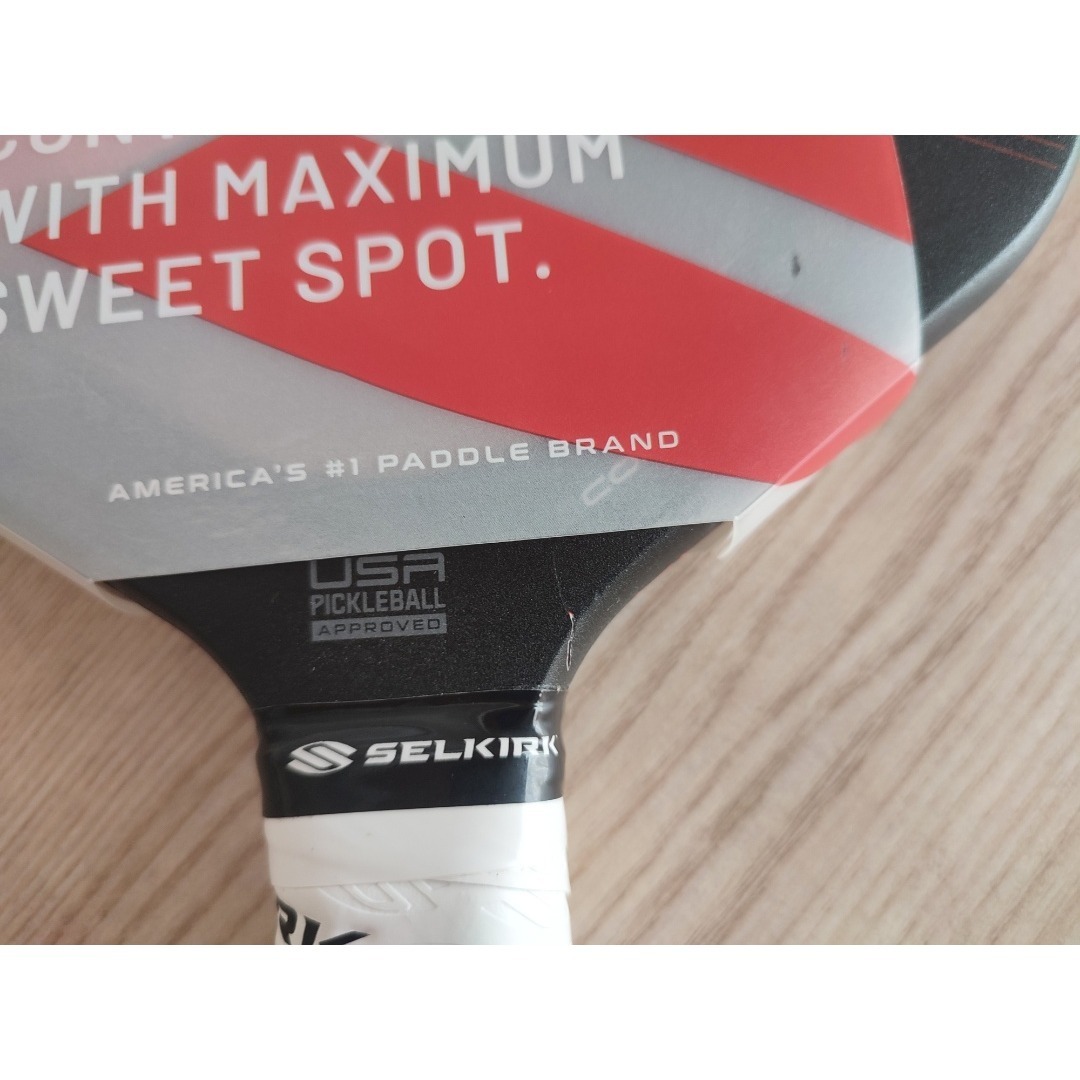 WITH MAXIMUM
SWEET SPOT.
AMERICA'S #1 PADDLE BRAND
USA
PICKLEBALL
APPROVED
SELKIRK